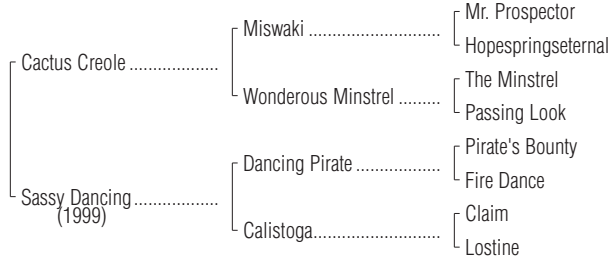 Mr. Prospector
Miswaki ...........................
Hopespringseternal
Cactus Creole ..................
The Minstrel
Wonderous Minstrel .........
Passing Look
Pirate's Bounty
Dancing Pirate .................
Fire Dance
Sassy Dancing.................
(1999)
Claim
Calistoga..........................
Lostine